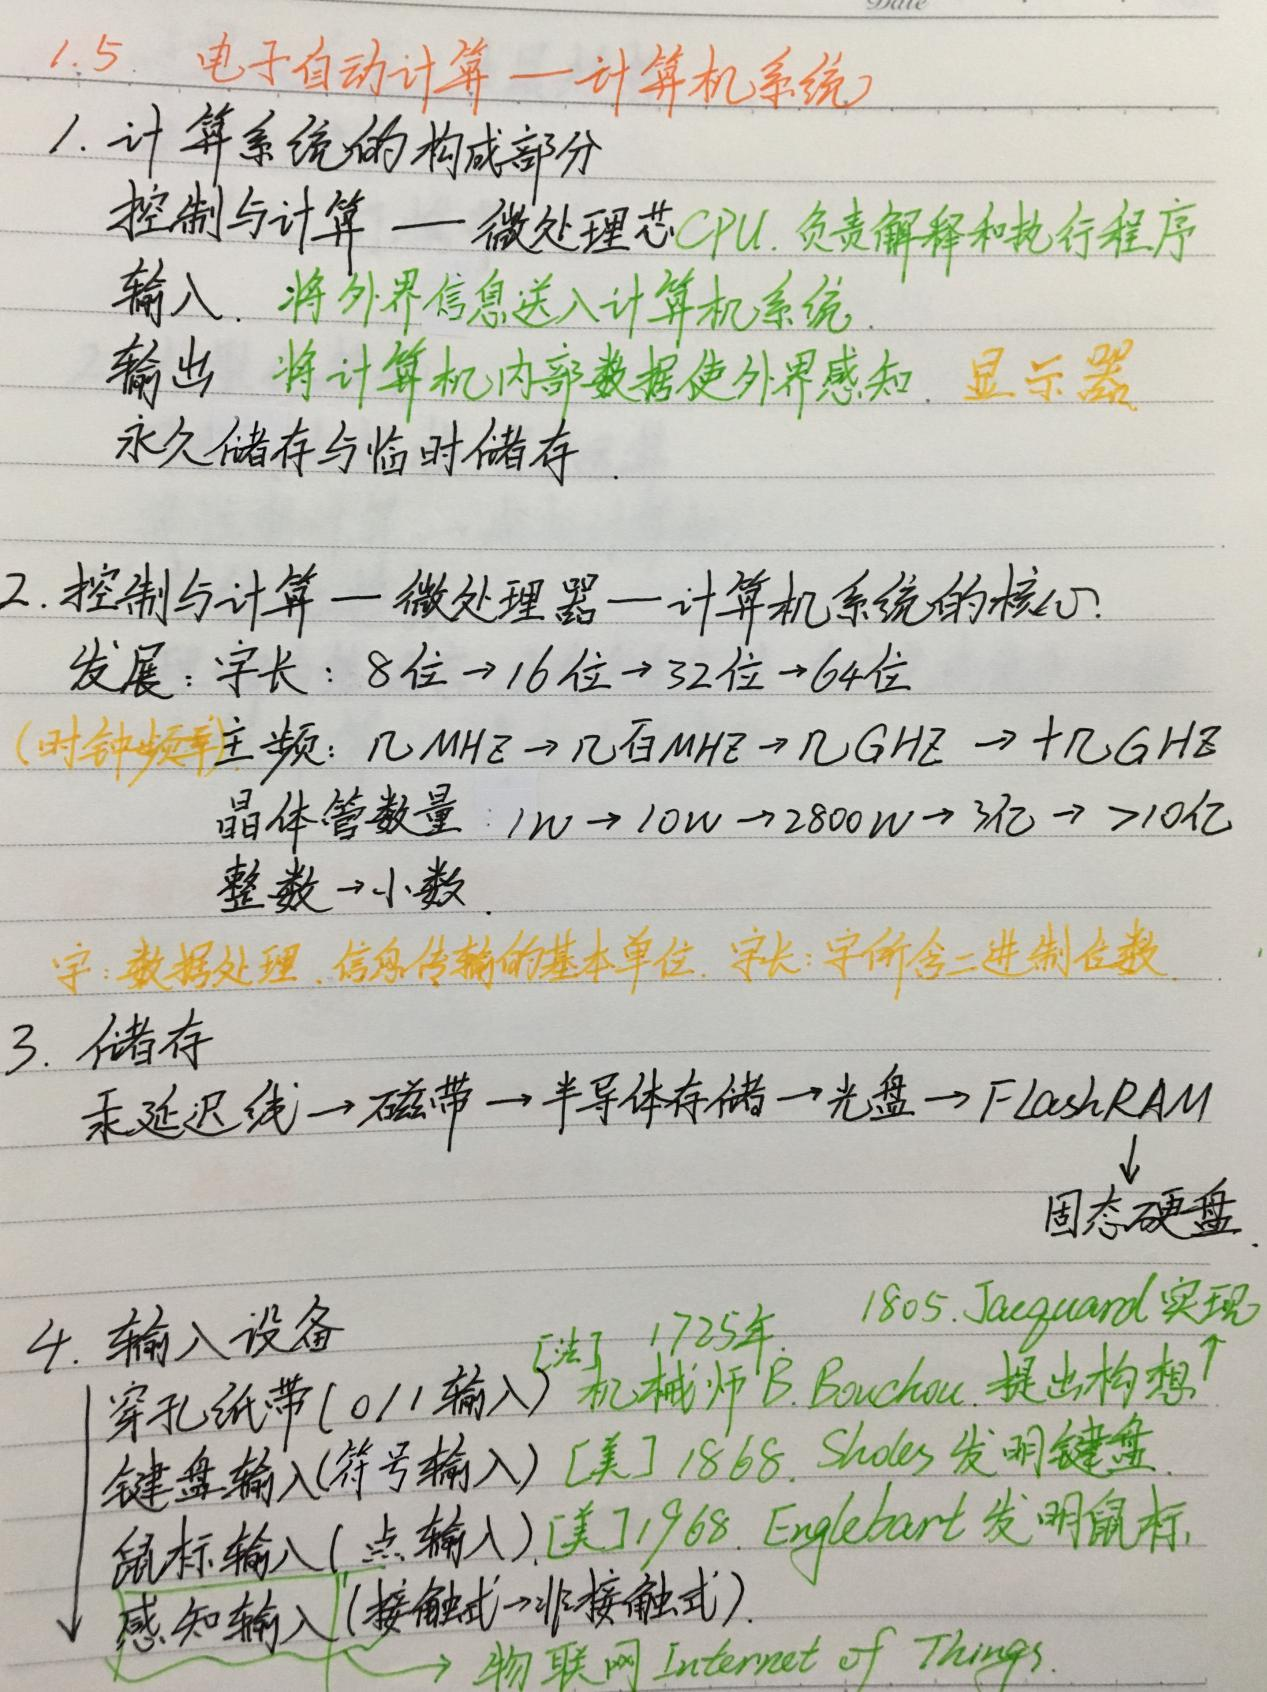 Date
1.5 电子自动计算 — 计算机系统
1. 计算系统的构成部分
控制与计算 — 微处理芯 CPU. 负责解释和执行程序
输入. 将外界信息送入计算机系统.
输出 将计算机内部数据使外界感知. 显示器
永久储存与临时储存.
2. 控制与计算 — 微处理器 — 计算机系统的核心.
发展: 字长: 8位→16位→32位→64位
(时钟频率) 主频: 几MHZ→几百MHZ→几GHZ→十几GHZ
晶体管数量: 1W→10W→2800W→3亿→>10亿
整数→小数.
字: 数据处理、信息传输的基本单位. 字长: 字所含二进制位数.
3. 储存
汞延迟线→磁带→半导体存储→光盘→FLashRAM
↓
固态硬盘.
1805. Jacquard 实现
4. 输入设备 [法] 1725年. ↑
穿孔纸带(0/1输入) 机械师 B. Bouchou. 提出构想
键盘输入(符号输入) [美] 1868. Sholes 发明键盘.
鼠标输入(点输入). [美] 1968. Englebart 发明鼠标.
感知输入 (接触式→非接触式).
→ 物联网 Internet of Things.